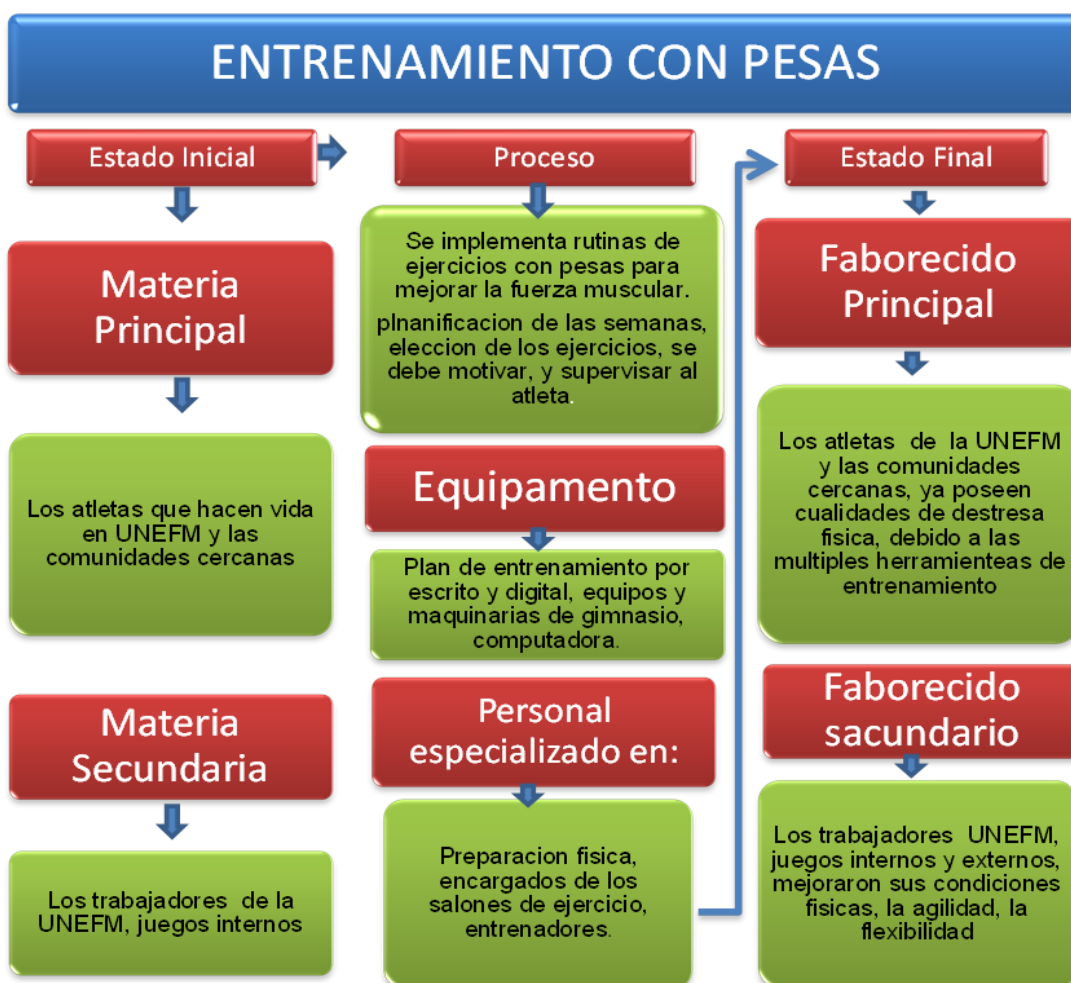 ENTRENAMIENTO CON PESAS
Estado Inicial
Materia
Principal
Los atletas que hacen vida
en UNEFM y las
comunidades cercanas
Materia
Secundaria
Los trabajadores de la
UNEFM, juegos internos
Proceso
Se implementa rutinas de
ejercicios con pesas para
mejorar la fuerza muscular.
plnanificacion de las semanas,
eleccion de los ejercicios, se
debe motivar, y supervisar al
atleta.
Equipamento
Plan de entrenamiento por
escrito y digital, equipos y
maquinarias de gimnasio,
computadora.
Personal
especializado en:
Preparacion fisica,
encargados de los
salones de ejercicio,
entrenadores.
Estado Final
Faborecido
Principal
Los atletas de la UNEFM
y las comunidades
cercanas, ya poseen
cualidades de destresa
fisica, debido a las
multiples herramienteas de
entrenamiento
Faborecido
sacundario
Los trabajadores UNEFM,
juegos internos y externos,
mejoraron sus condiciones
fisicas, la agilidad, la
flexibilidad